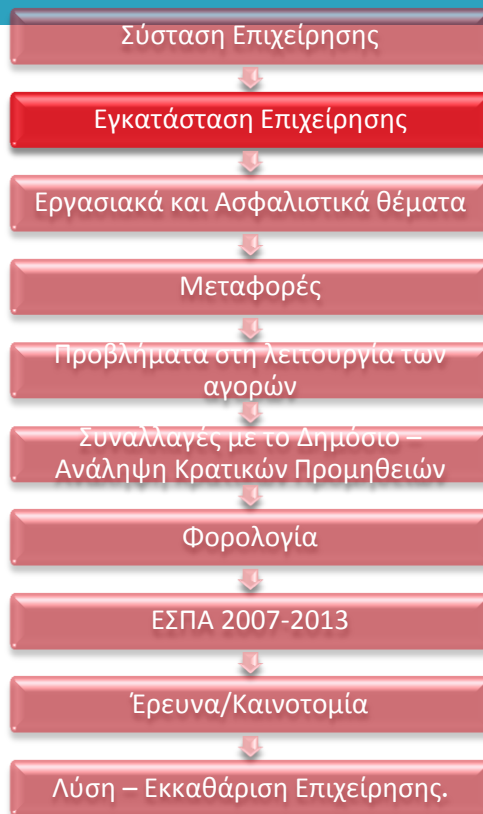 Σύσταση Επιχείρησης
Εγκατάσταση Επιχείρησης
Εργασιακά και Ασφαλιστικά θέματα
Μεταφορές
Προβλήματα στη λειτουργία των
αγορών
Συναλλαγές με το Δημόσιο –
Ανάληψη Κρατικών Προμηθειών
Φορολογία
ΕΣΠΑ 2007-2013
Έρευνα/Καινοτομία
Λύση – Εκκαθάριση Επιχείρησης.